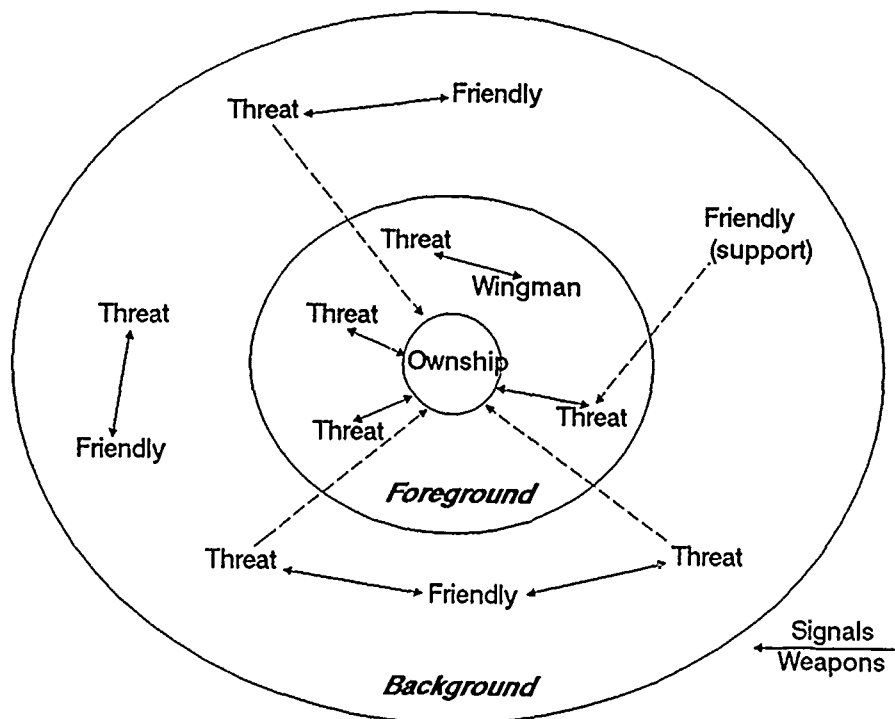 Threat
Friendly
Friendly
(support)
Threat
Wingman
Threat
Threat
Ownship
Threat
Threat
Friendly
Foreground
Threat
Threat
Friendly
Signals
Weapons
Background